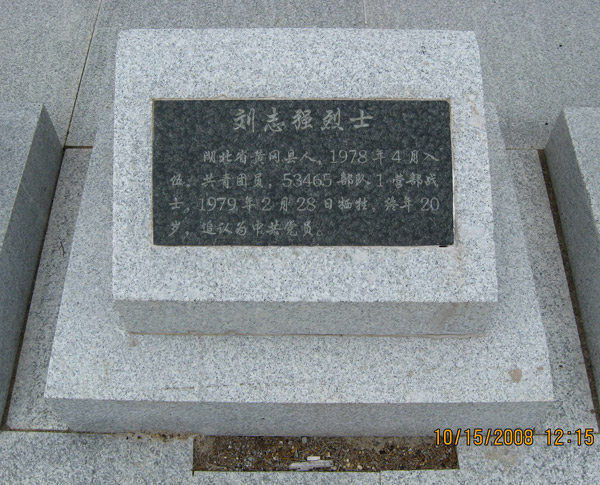 刘志强烈士
湖北省黄冈县人，1978年4月入
伍，共青团员，53465部队1营部战
士，1979年2月28日牺牲，终年20
岁，追认为中共党员。
10/15/2008 12:15